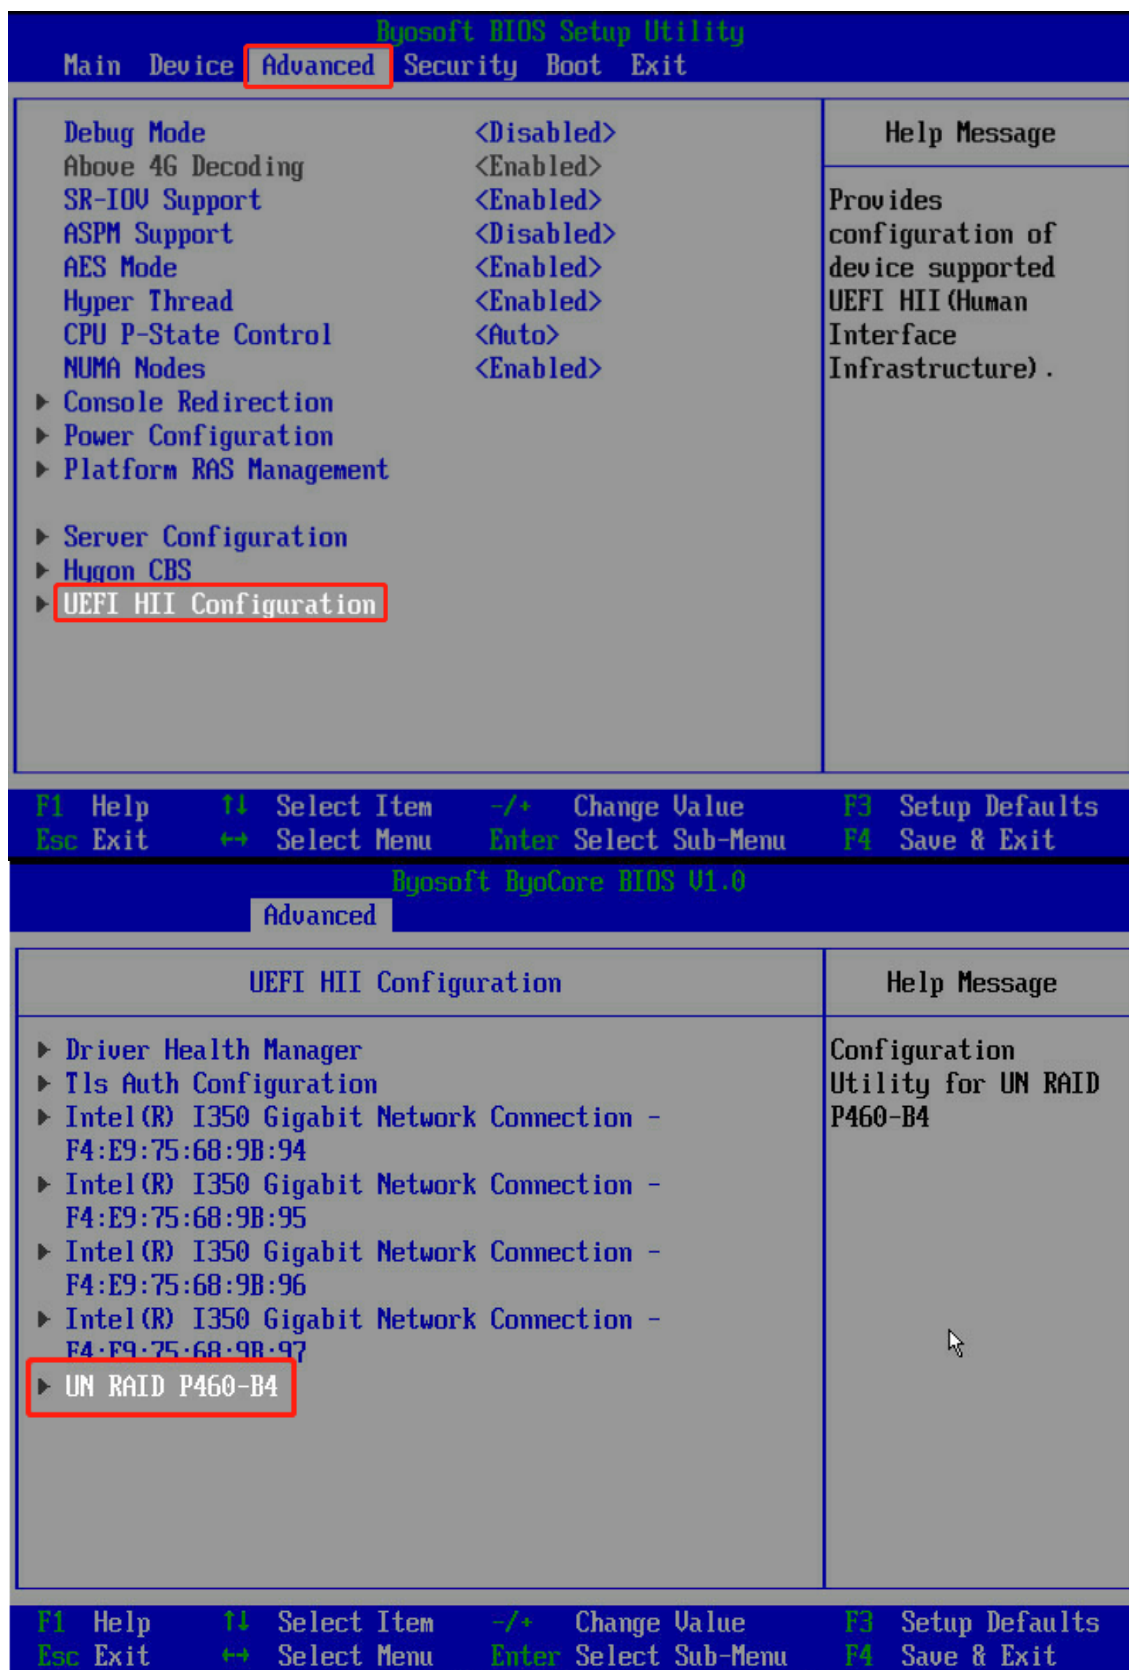 Byosoft BIOS Setup Utility
Main Device Advanced Security Boot Exit
Debug Mode <Disabled>
Above 4G Decoding <Enabled>
SR-IOV Support <Enabled>
ASPM Support <Disabled>
AES Mode <Enabled>
Hyper Thread <Enabled>
CPU P-State Control <Auto>
NUMA Nodes <Enabled>
Console Redirection
Power Configuration
Platform RAS Management
Server Configuration
Hygon CBS
UEFI HII Configuration
Help Message
Provides
configuration of
device supported
UEFI HII(Human
Interface
Infrastructure).
F1 Help ↑↓ Select Item -/+ Change Value F3 Setup Defaults
Esc Exit ←→ Select Menu Enter Select Sub-Menu F4 Save & Exit
Byosoft ByoCore BIOS V1.0
Advanced
UEFI HII Configuration
Driver Health Manager
Tls Auth Configuration
Intel(R) I350 Gigabit Network Connection -
F4:E9:75:68:9B:94
Intel(R) I350 Gigabit Network Connection -
F4:E9:75:68:9B:95
Intel(R) I350 Gigabit Network Connection -
F4:E9:75:68:9B:96
Intel(R) I350 Gigabit Network Connection -
F4:E9:75:68:9B:97
UN RAID P460-B4
Help Message
Configuration
Utility for UN RAID
P460-B4
F1 Help ↑↓ Select Item -/+ Change Value F3 Setup Defaults
Esc Exit ←→ Select Menu Enter Select Sub-Menu F4 Save & Exit